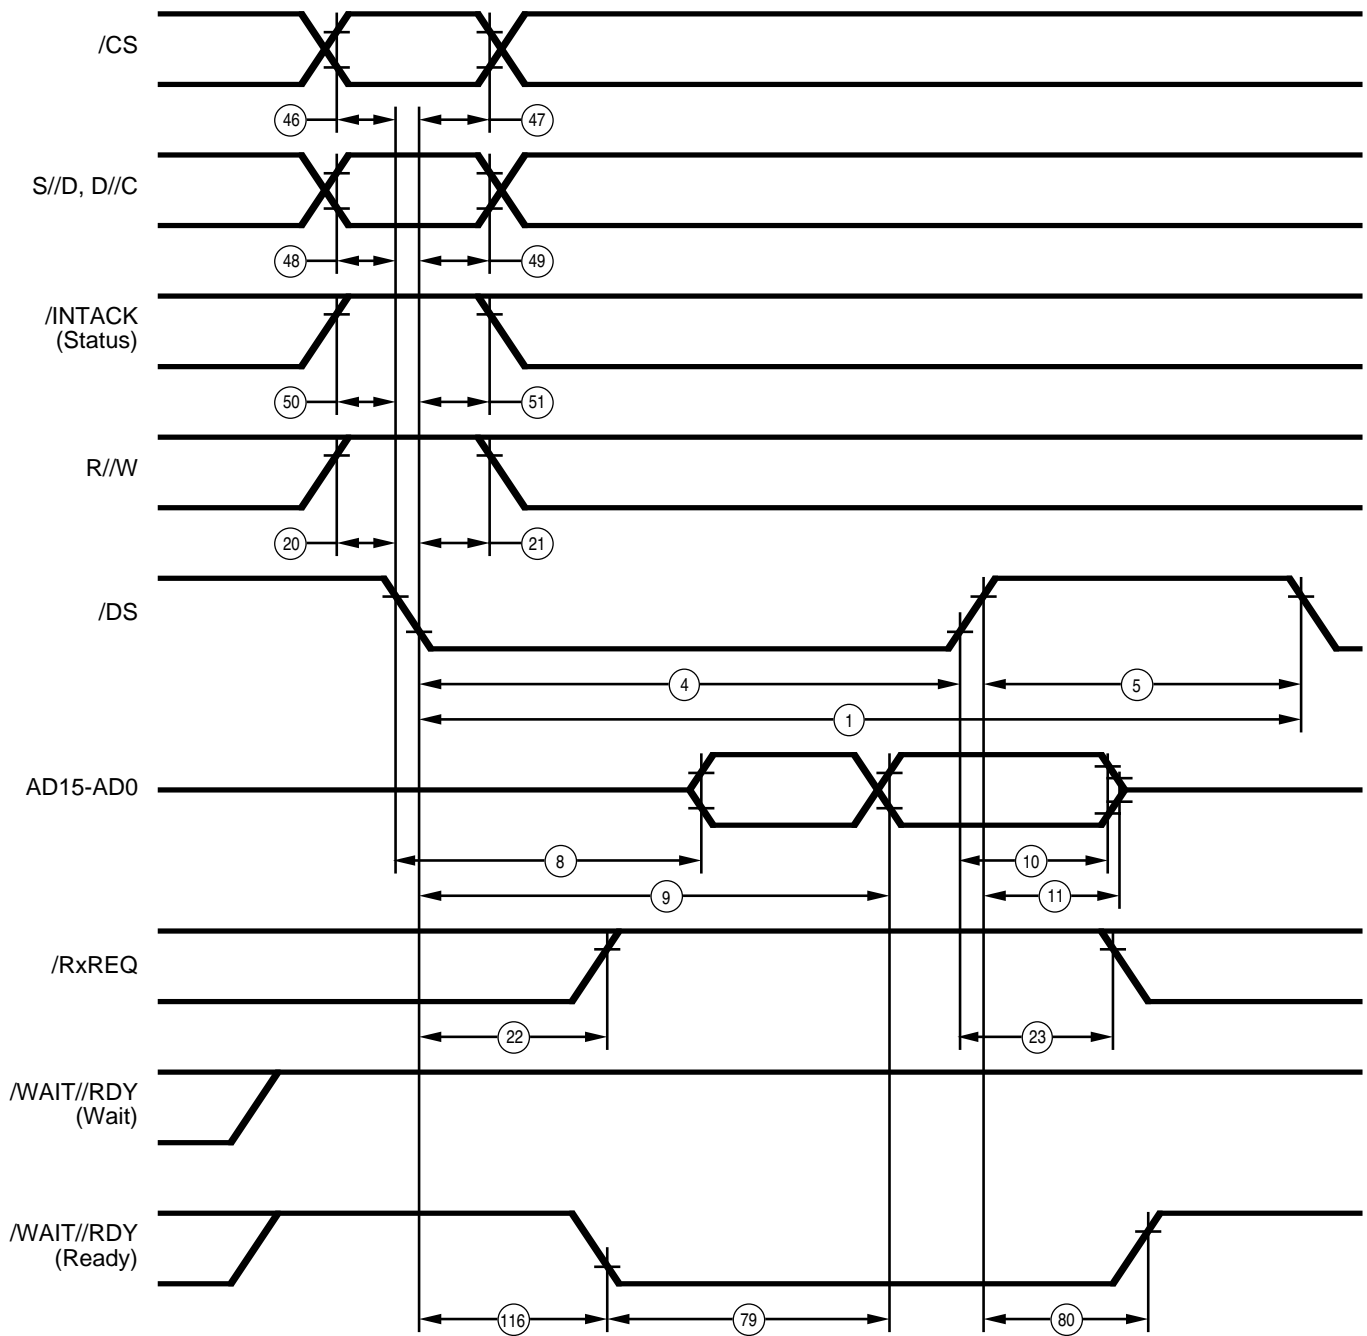 /CS
46
47
S//D, D//C
48
49
/INTACK
(Status)
50
51
R//W
20
21
/DS
4
5
1
AD15-AD0
8
10
9
11
/RxREQ
22
23
/WAIT//RDY
(Wait)
/WAIT//RDY
(Ready)
116
79
80